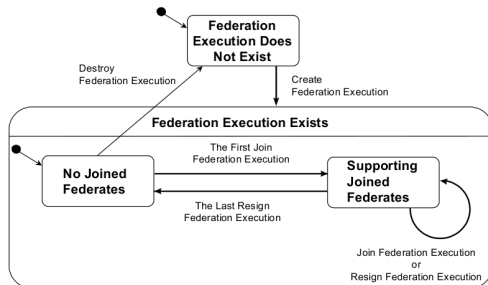 Federation
Execution Does
Not Exist
Destroy
Federation Execution
Create
Federation Execution
Federation Execution Exists
The First Join
Federation Execution
No Joined
Federates
Supporting
Joined
Federates
The Last Resign
Federation Execution
Join Federation Execution
or
Resign Federation Execution